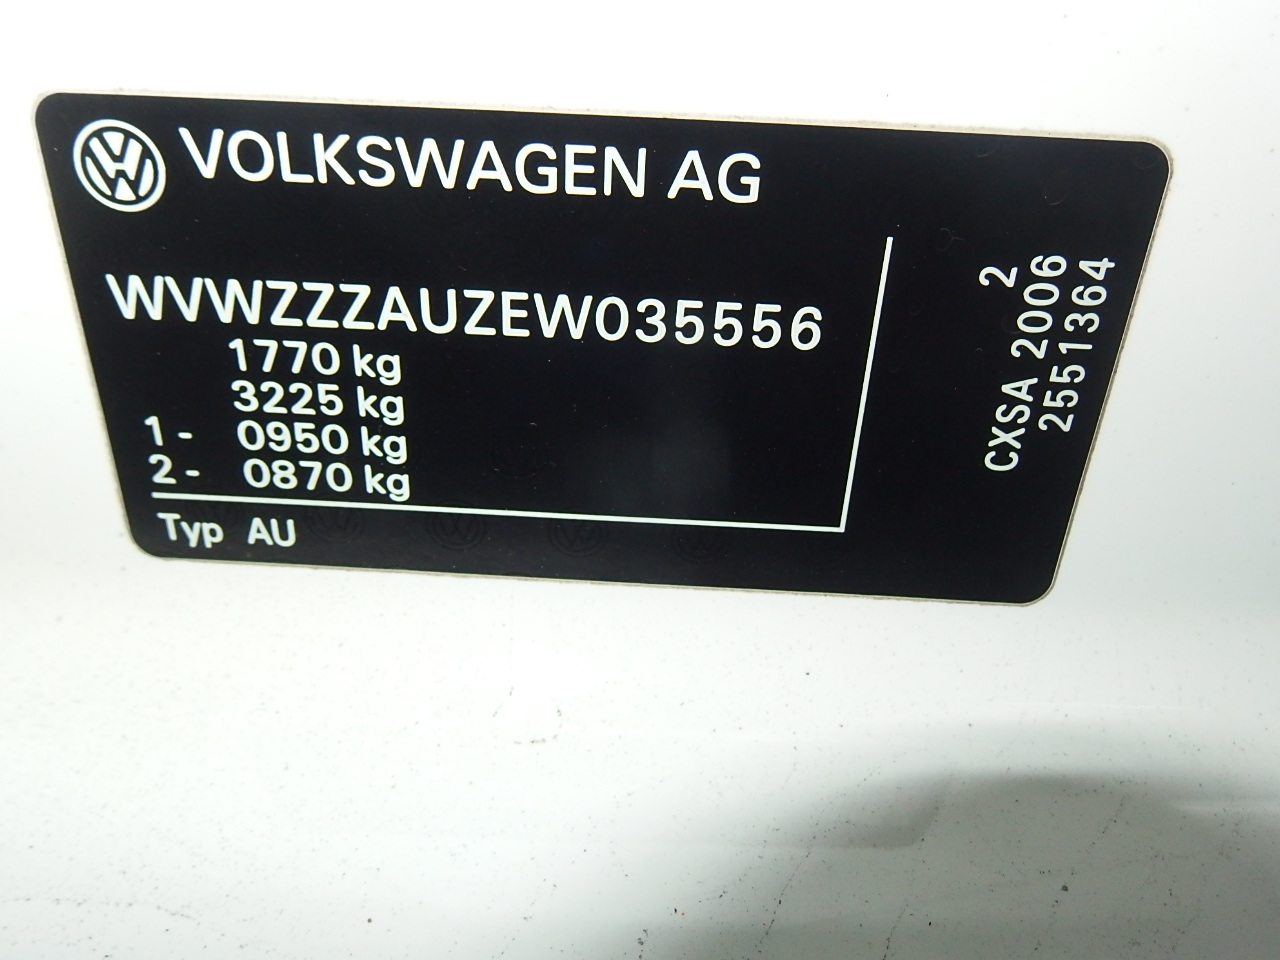 VOLKSWAGEN AG
WVWZZZAUZEW035556
1770 kg
3225 kg
1- 0950 kg
2- 0870 kg
Typ AU
2
CXSA 2006
2551364